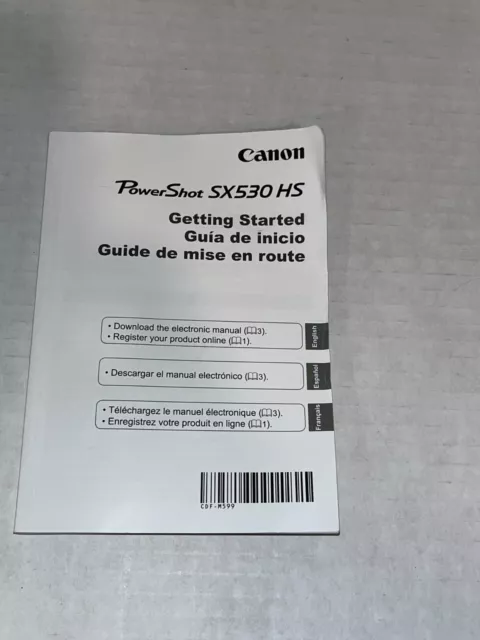 Canon
PowerShot SX530 HS
Getting Started
Guía de inicio
Guide de mise en route
• Download the electronic manual (📖3).
• Register your product online (📖1).
English
• Descargar el manual electrónico (📖3).
Español
• Téléchargez le manuel électronique (📖3).
• Enregistrez votre produit en ligne (📖1).
Français
CDF-M599